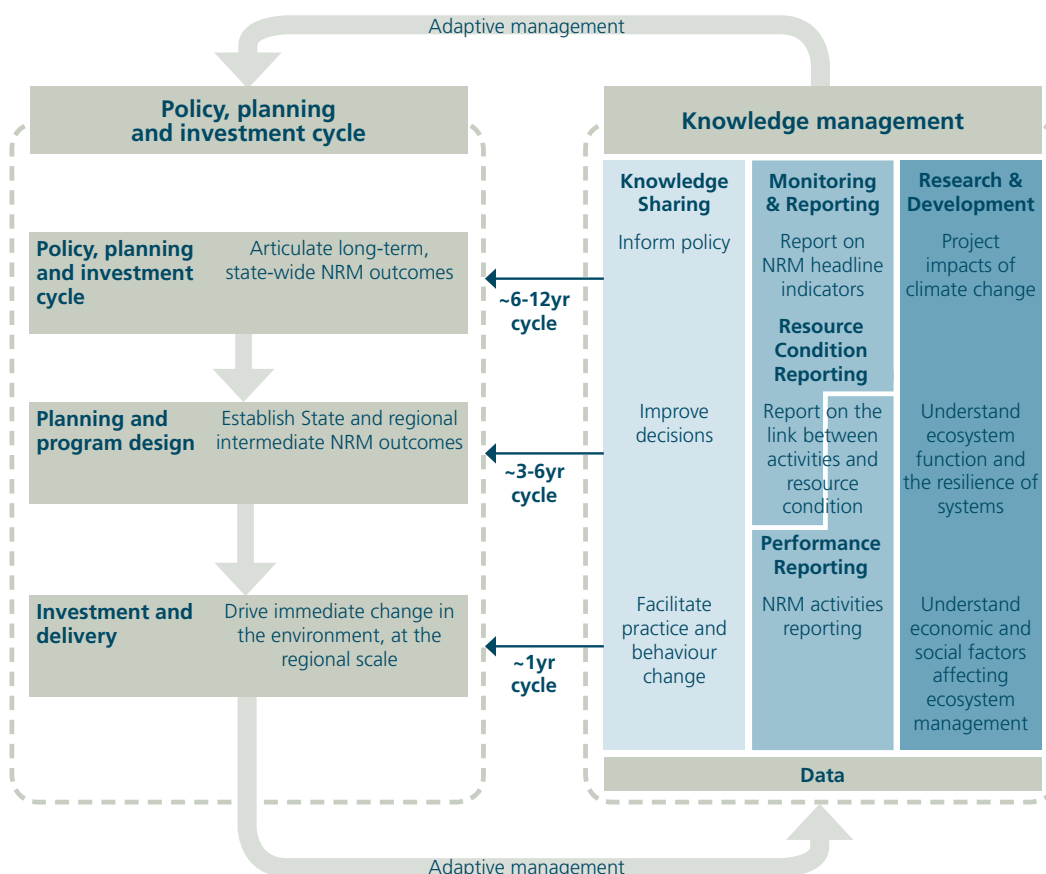 Adaptive management
Policy, planning
and investment cycle
Policy, planning
and investment
cycle
Articulate long-term,
state-wide NRM outcomes
Planning and
program design
Establish State and regional
intermediate NRM outcomes
Investment and
delivery
Drive immediate change in
the environment, at the
regional scale
~6-12yr
cycle
~3-6yr
cycle
~1yr
cycle
Knowledge management
Knowledge
Sharing
Inform policy
Improve
decisions
Facilitate
practice and
behaviour
change
Monitoring
& Reporting
Report on
NRM headline
indicators
Resource
Condition
Reporting
Report on the
link between
activities and
resource
condition
Performance
Reporting
NRM activities
reporting
Research &
Development
Project
impacts of
climate change
Understand
ecosystem
function and
the resilience of
systems
Understand
economic and
social factors
affecting
ecosystem
management
Data
Adaptive management